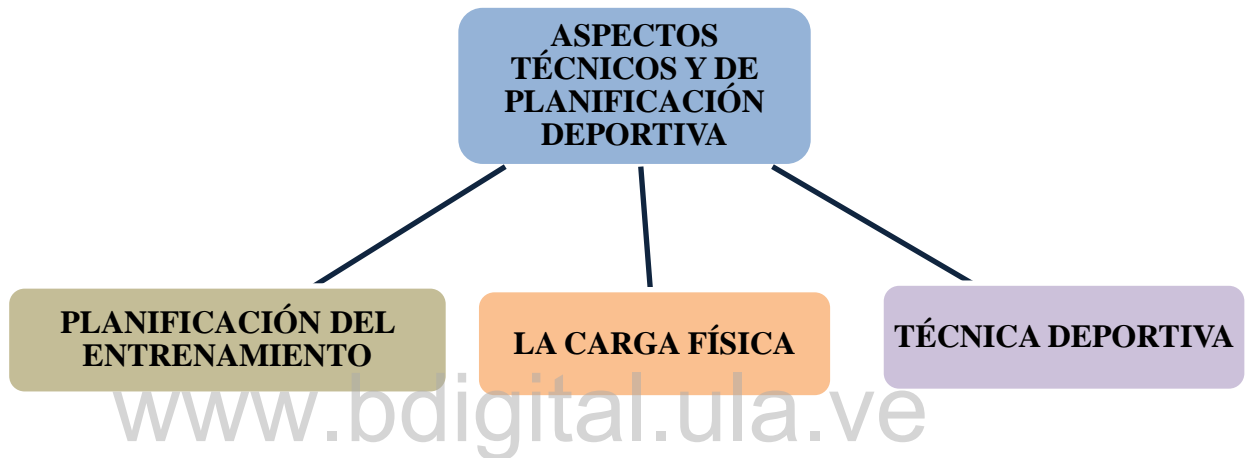 ASPECTOS
TÉCNICOS Y DE
PLANIFICACIÓN
DEPORTIVA
PLANIFICACIÓN DEL
ENTRENAMIENTO
LA CARGA FÍSICA
TÉCNICA DEPORTIVA
www.bdigital.ula.ve